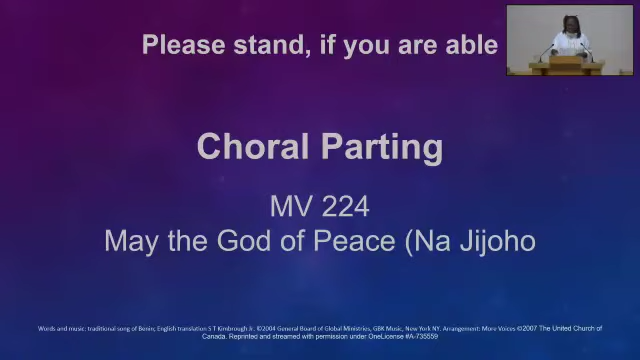 Please stand, if you are able
Choral Parting
MV 224
May the God of Peace (Na Jijoho
Words and music: traditional song of Benin; English translation S T Kimbrough Jr. ©2004 General Board of Global Ministries, GBK Music, New York NY. Arrangement: More Voices ©2007 The United Church of
Canada. Reprinted and streamed with permission under OneLicense #A-735559